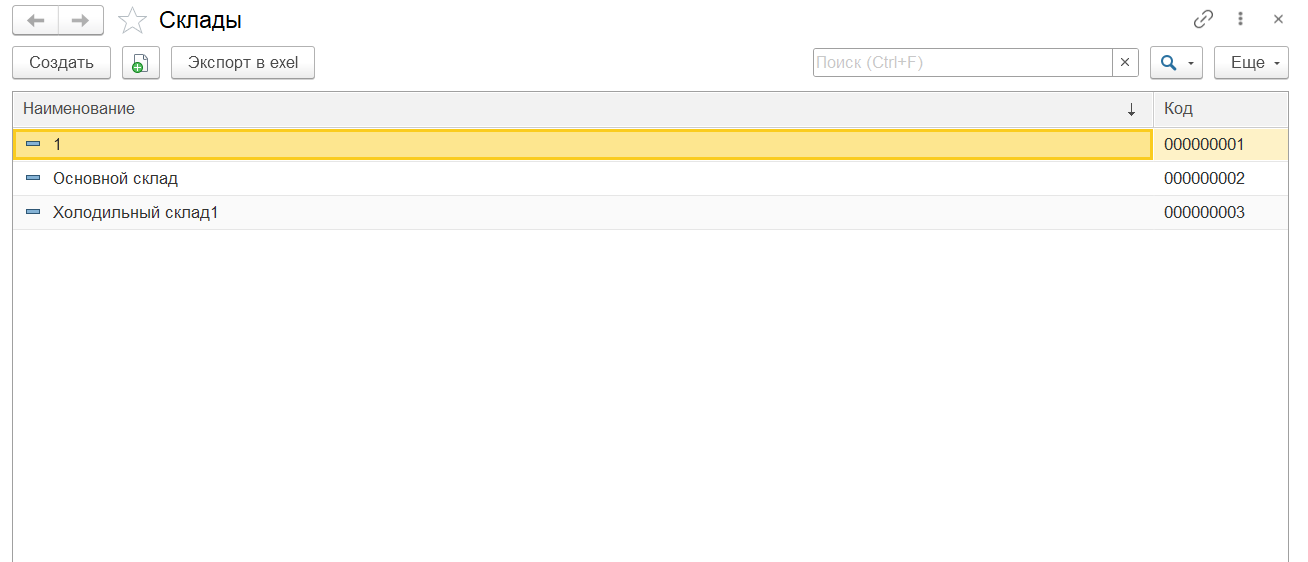 Склады
Создать Экспорт в exel Поиск (Ctrl+F) Еще
Наименование Код
1 000000001
Основной склад 000000002
Холодильный склад1 000000003